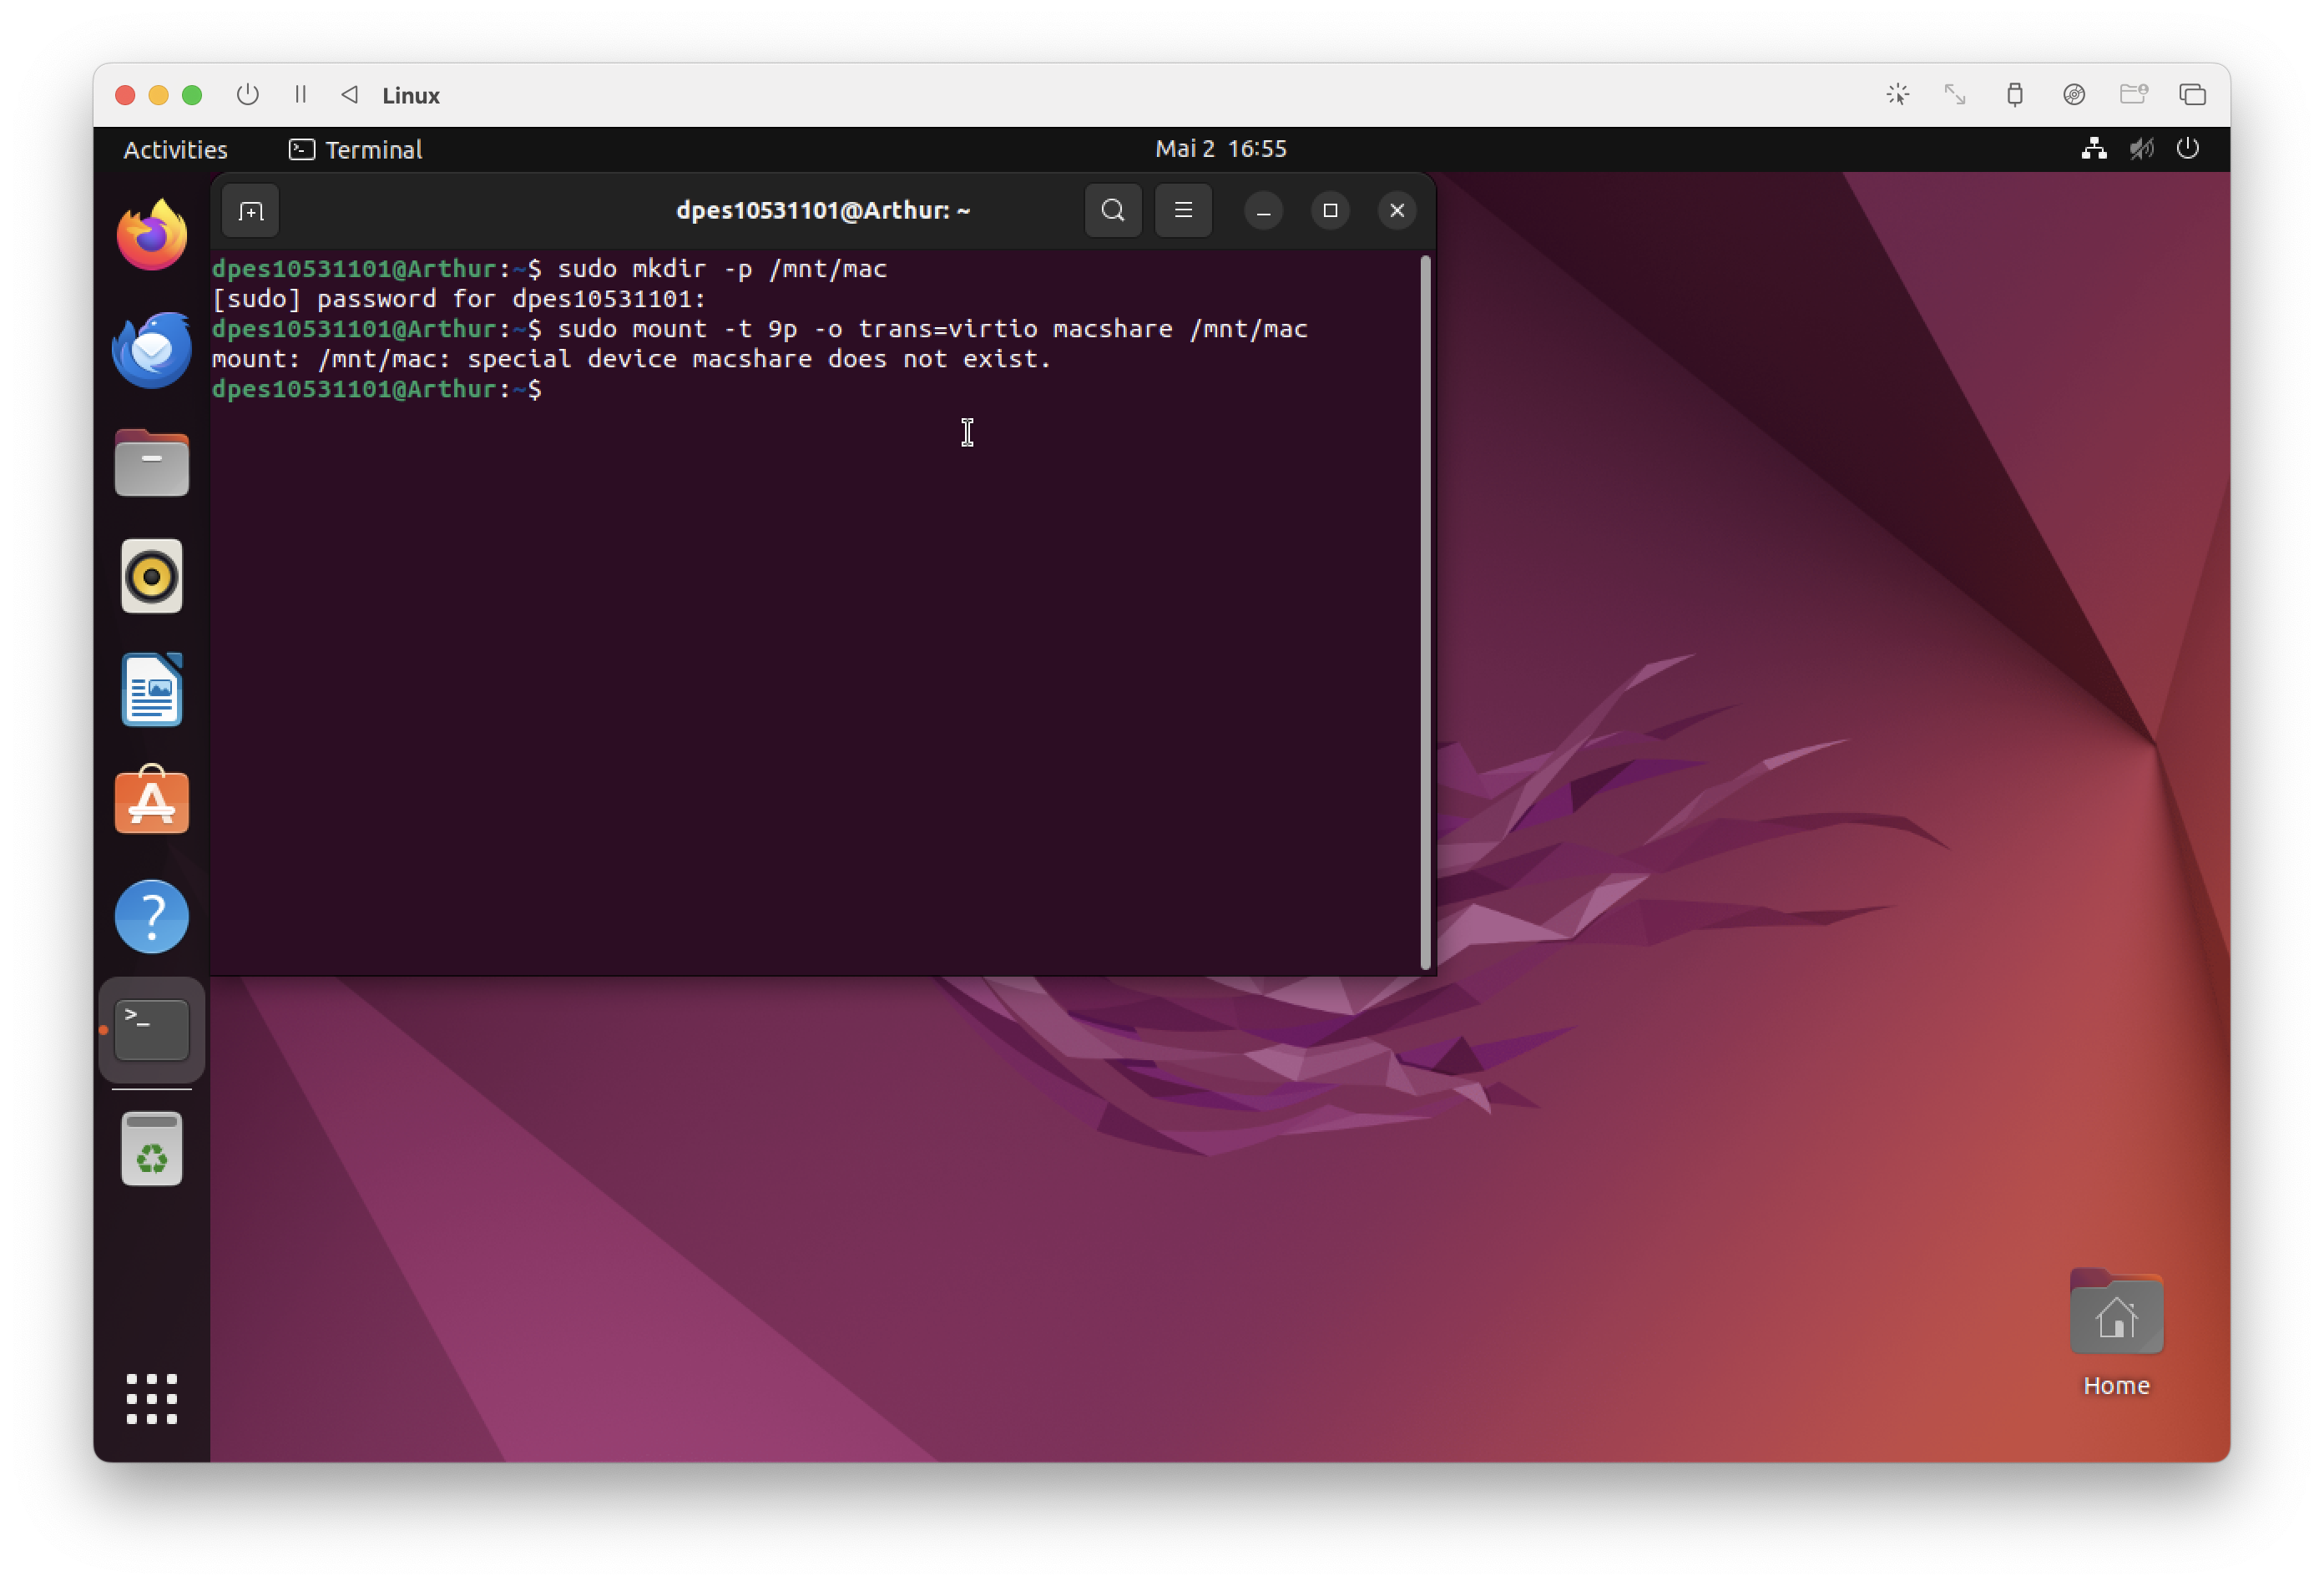 Linux
Activities
Terminal
Mai 2 16:55
dpes10531101@Arthur: ~
dpes10531101@Arthur:~$ sudo mkdir -p /mnt/mac
[sudo] password for dpes10531101:
dpes10531101@Arthur:~$ sudo mount -t 9p -o trans=virtio macshare /mnt/mac
mount: /mnt/mac: special device macshare does not exist.
dpes10531101@Arthur:~$
Home